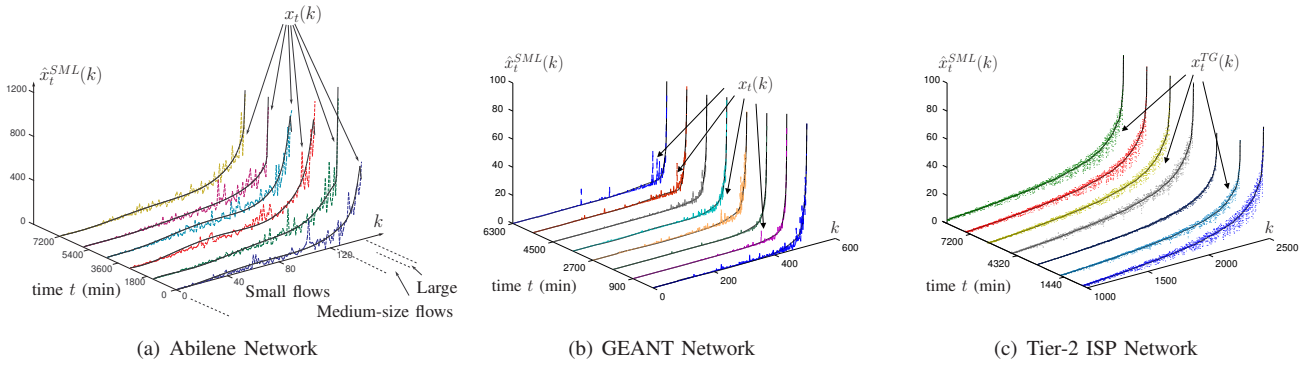 x_t(k)
x̂_t^{SML}(k)
1200
800
400
0
7200
5400
3600
1800
0
time t (min)
0
40
80
120
k
Small flows
Large
Medium-size flows
(a) Abilene Network
x̂_t^{SML}(k)
x_t(k)
100
80
60
40
20
0
6300
4500
2700
900
time t (min)
0
200
400
600
k
(b) GEANT Network
x̂_t^{SML}(k)
x_t^{TG}(k)
100
80
60
40
20
0
7200
4320
1440
time t (min)
1000
1500
2000
2500
k
(c) Tier-2 ISP Network